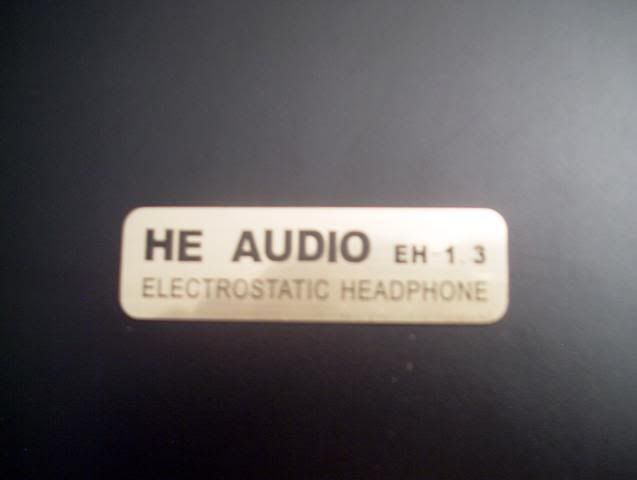 HE AUDIO EH-1.3
ELECTROSTATIC HEADPHONE